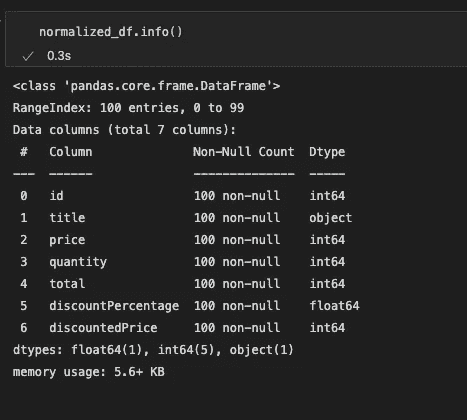 normalized_df.info()
✓ 0.3s
<class 'pandas.core.frame.DataFrame'>
RangeIndex: 100 entries, 0 to 99
Data columns (total 7 columns):
 #   Column              Non-Null Count  Dtype
---  ------              --------------  -----
 0   id                  100 non-null    int64
 1   title               100 non-null    object
 2   price               100 non-null    int64
 3   quantity            100 non-null    int64
 4   total               100 non-null    int64
 5   discountPercentage  100 non-null    float64
 6   discountedPrice     100 non-null    int64
dtypes: float64(1), int64(5), object(1)
memory usage: 5.6+ KB